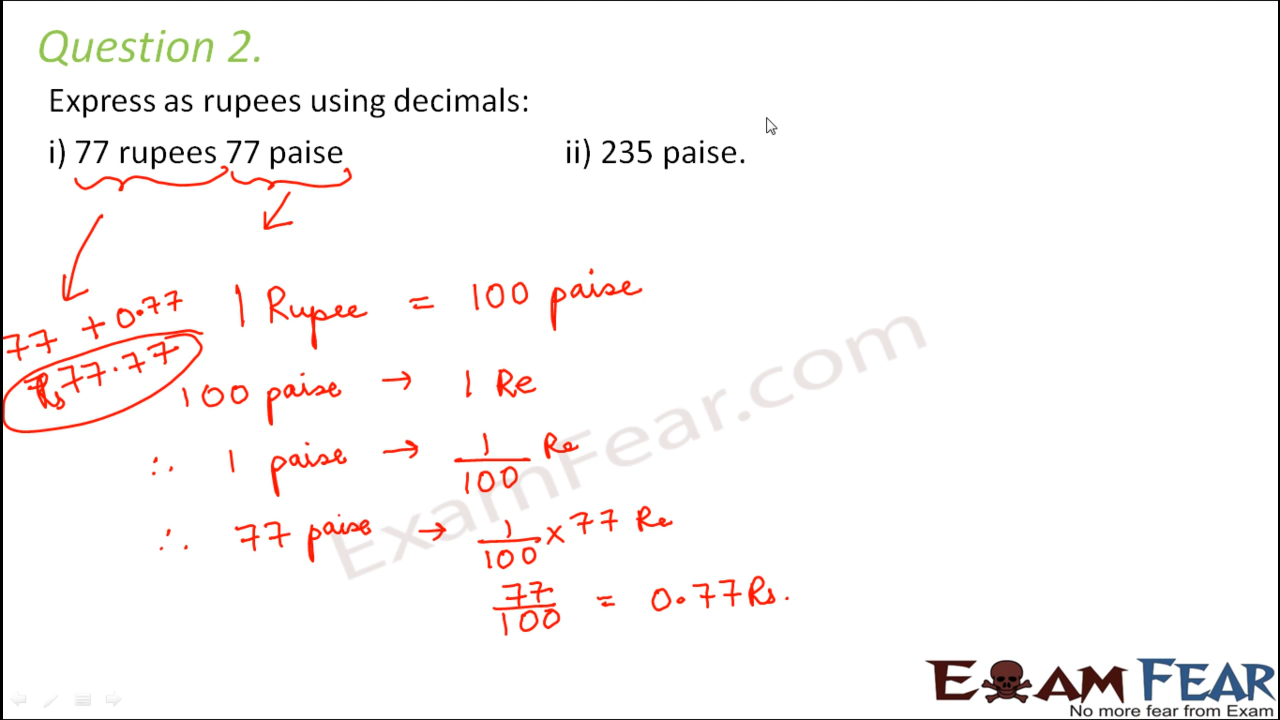 Question 2.
Express as rupees using decimals:
i) 77 rupees 77 paise
ii) 235 paise.
77 + 0.77
Rs 77.77
1 Rupee = 100 paise
100 paise → 1 Re
∴ 1 paise → 1/100 Re
∴ 77 paise → 1/100 × 77 Re
77/100 = 0.77 Rs.
ExamFear.com
EXAM FEAR
No more fear from Exam